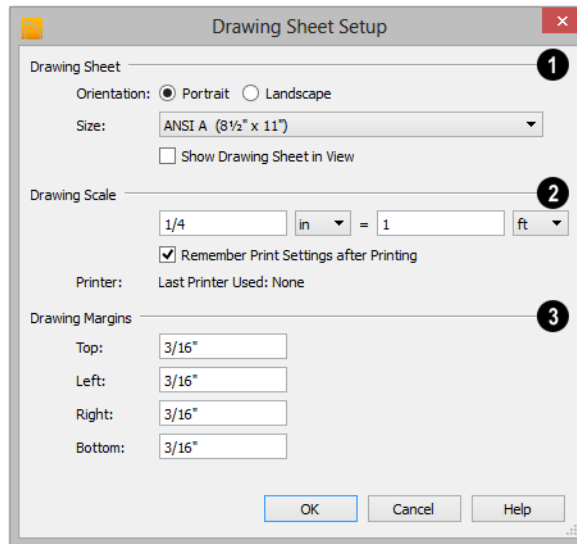 Drawing Sheet Setup
Drawing Sheet 1
Orientation: Portrait Landscape
Size: ANSI A (8½" x 11")
Show Drawing Sheet in View
Drawing Scale 2
1/4 in = 1 ft
Remember Print Settings after Printing
Printer: Last Printer Used: None
Drawing Margins 3
Top: 3/16"
Left: 3/16"
Right: 3/16"
Bottom: 3/16"
OK Cancel Help